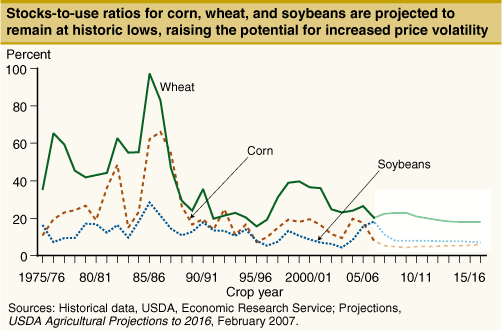 Stocks-to-use ratios for corn, wheat, and soybeans are projected to
remain at historic lows, raising the potential for increased price volatility
Percent
100
80
60
40
20
0
Wheat
Corn
Soybeans
1975/76 80/81 85/86 90/91 95/96 2000/01 05/06 10/11 15/16
Crop year
Sources: Historical data, USDA, Economic Research Service; Projections,
USDA Agricultural Projections to 2016, February 2007.